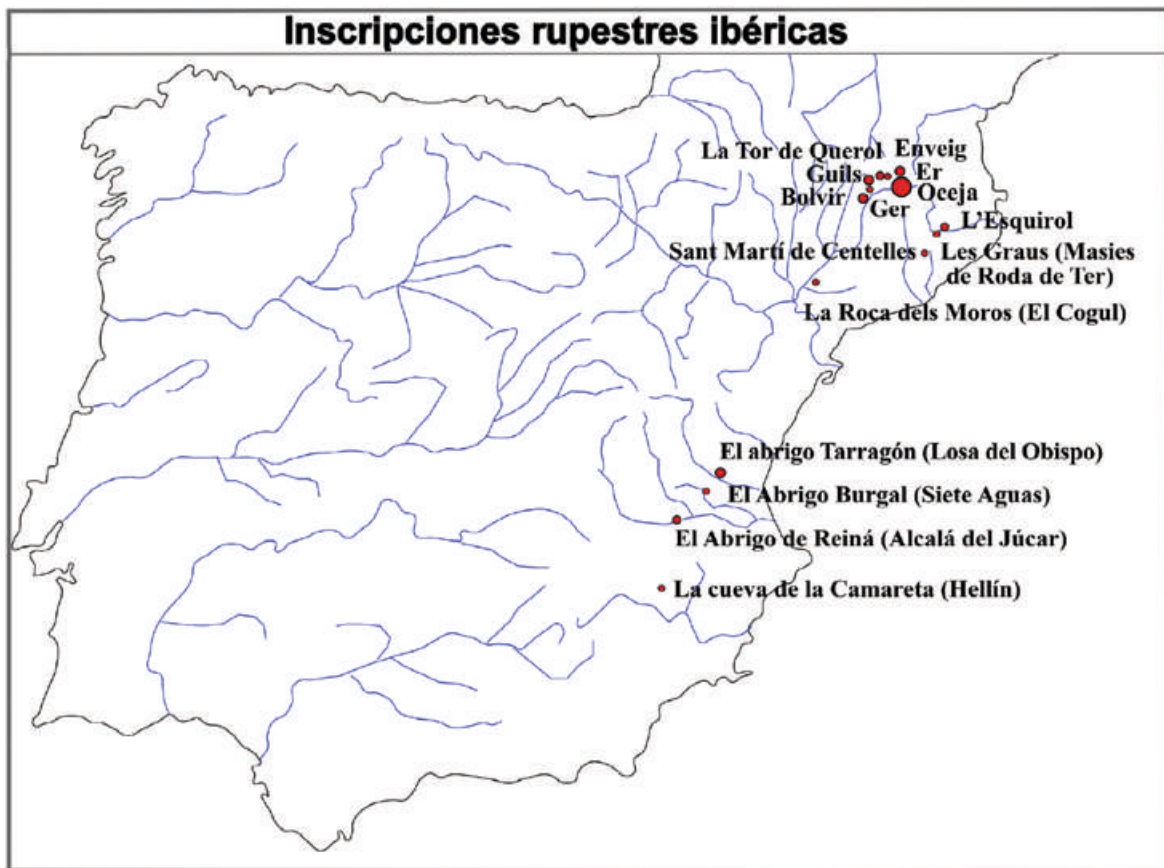 Inscripciones rupestres ibéricas
La Tor de Querol
Enveig
Guils
Er
Bolvir
Oceja
Ger
L'Esquirol
Sant Martí de Centelles
Les Graus (Masies
de Roda de Ter)
La Roca dels Moros (El Cogul)
El abrigo Tarragón (Losa del Obispo)
El Abrigo Burgal (Siete Aguas)
El Abrigo de Reiná (Alcalá del Júcar)
La cueva de la Camareta (Hellín)